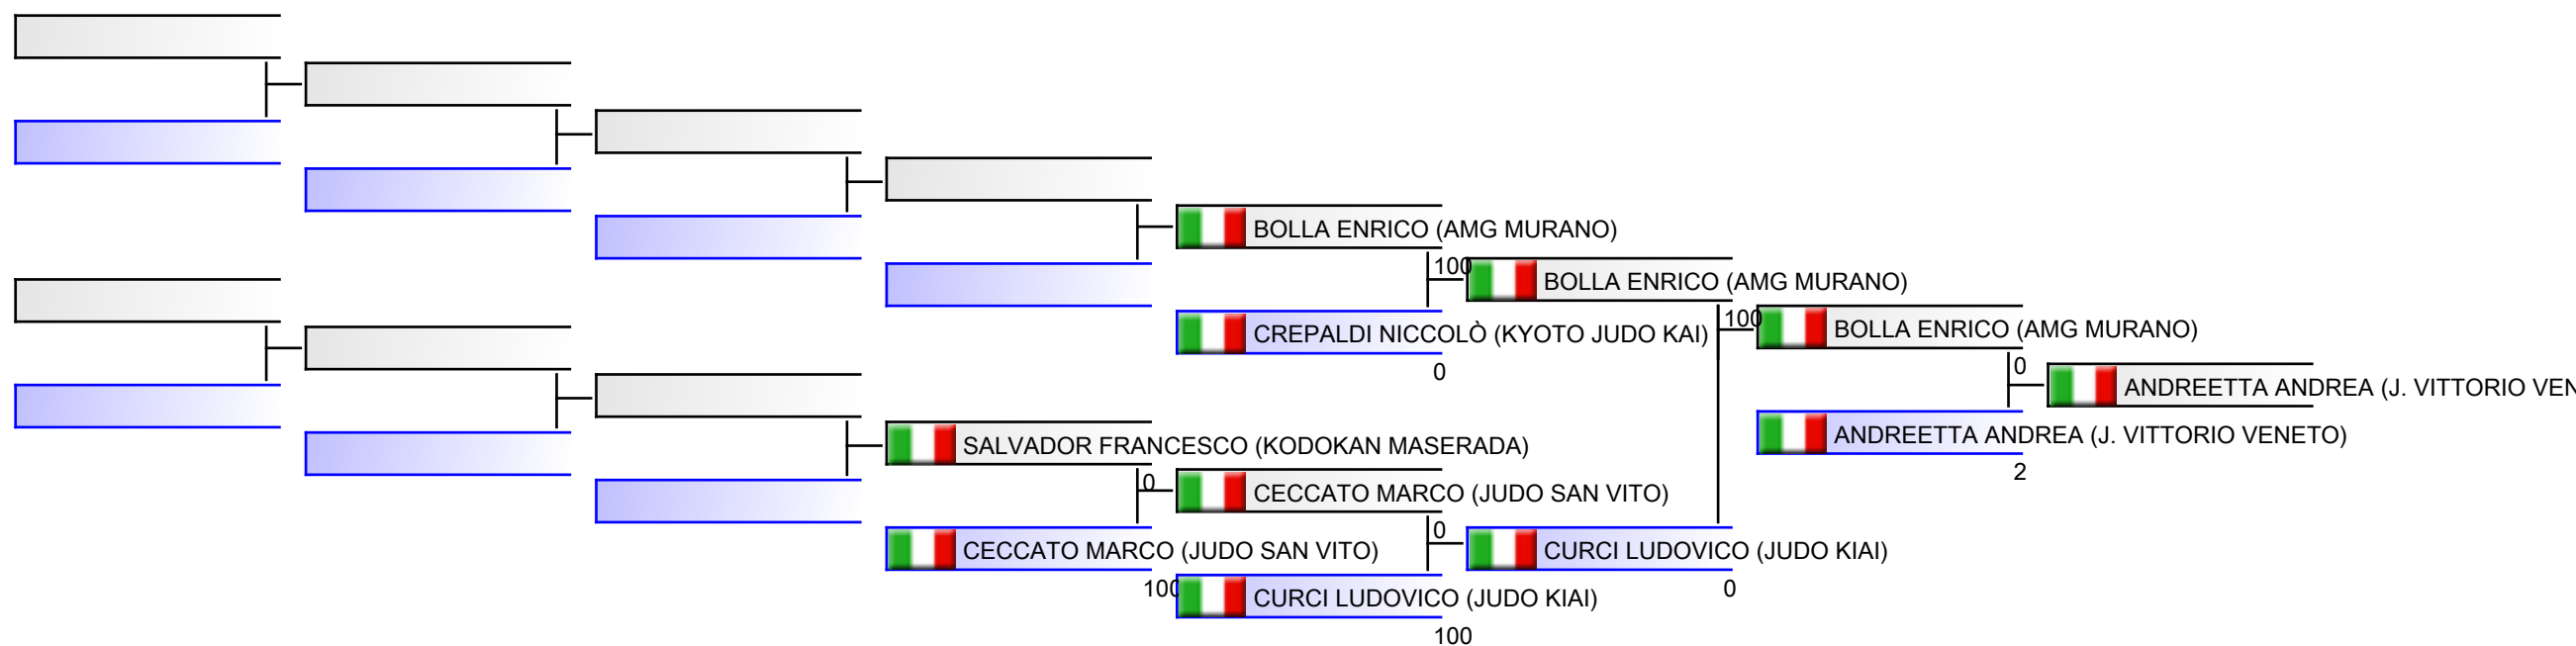 BOLLA ENRICO (AMG MURANO)
100
BOLLA ENRICO (AMG MURANO)
CREPALDI NICCOLÒ (KYOTO JUDO KAI)
0
100
BOLLA ENRICO (AMG MURANO)
0
ANDREETTA ANDREA (J. VITTORIO VEN
ANDREETTA ANDREA (J. VITTORIO VENETO)
2
SALVADOR FRANCESCO (KODOKAN MASERADA)
0
CECCATO MARCO (JUDO SAN VITO)
CECCATO MARCO (JUDO SAN VITO)
100
0
CURCI LUDOVICO (JUDO KIAI)
0
CURCI LUDOVICO (JUDO KIAI)
100